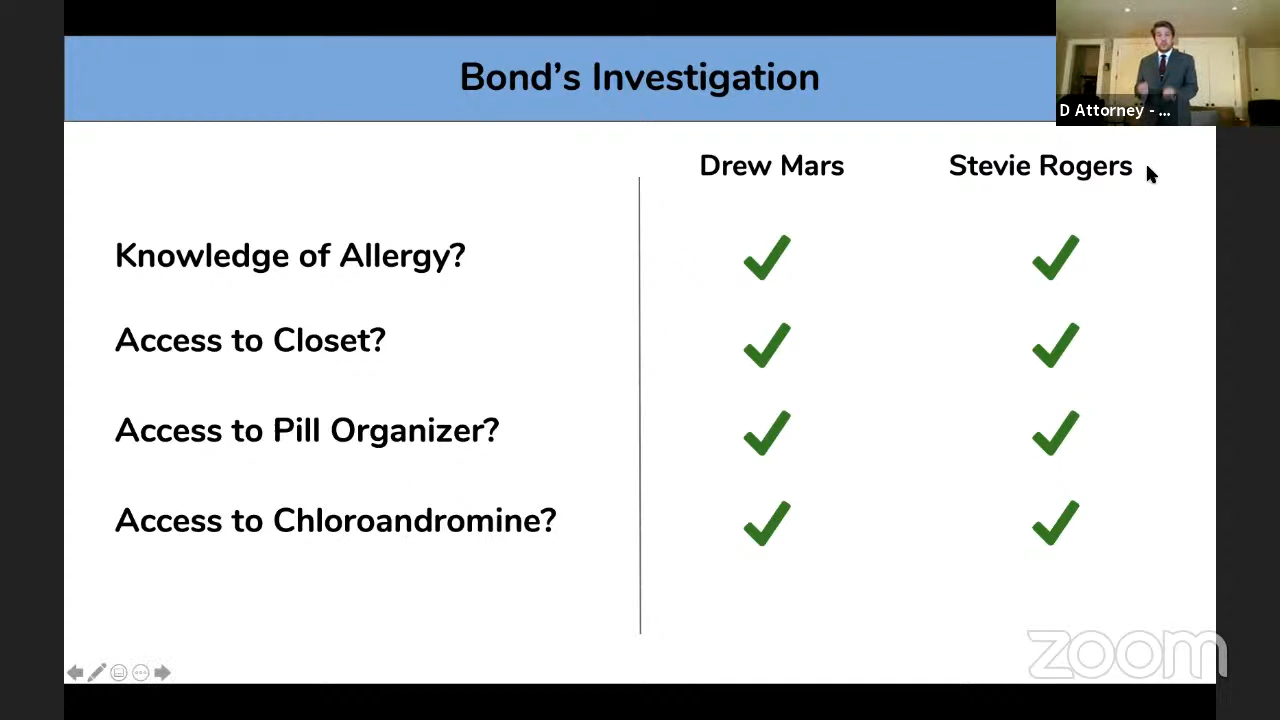 Bond's Investigation
D Attorney - ...
Drew Mars
Stevie Rogers
Knowledge of Allergy?
Access to Closet?
Access to Pill Organizer?
Access to Chloroandromine?
zoom